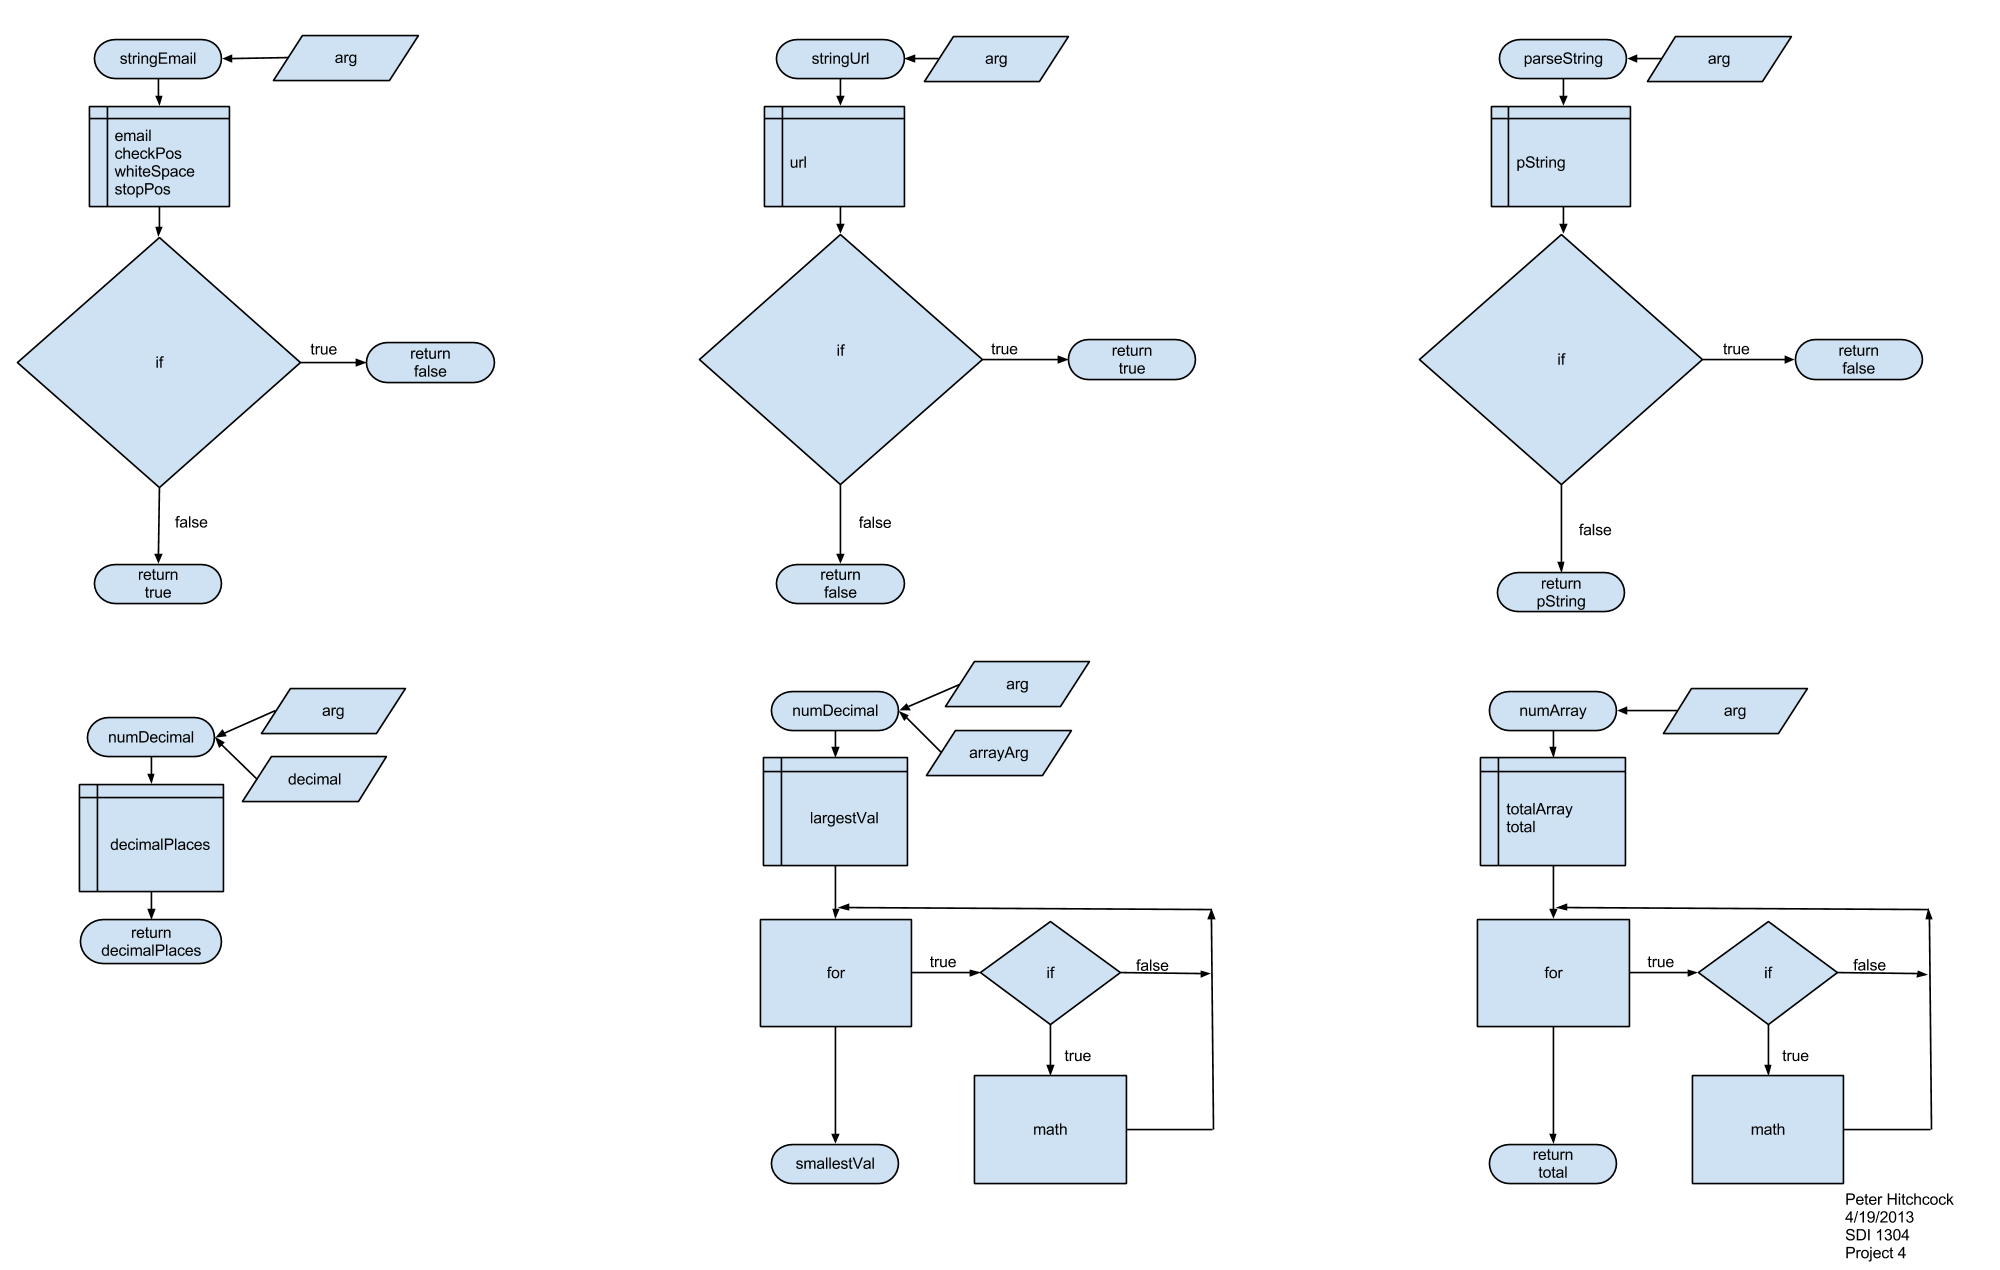 stringEmail
arg
email
checkPos
whiteSpace
stopPos
if
true
return
false
false
return
true
stringUrl
arg
url
if
true
return
true
false
return
false
parseString
arg
pString
if
true
return
false
false
return
pString
numDecimal
arg
decimal
decimalPlaces
return
decimalPlaces
numDecimal
arg
arrayArg
largestVal
for
true
if
false
true
math
smallestVal
numArray
arg
totalArray
total
for
true
if
false
true
math
return
total
Peter Hitchcock
4/19/2013
SDI 1304
Project 4